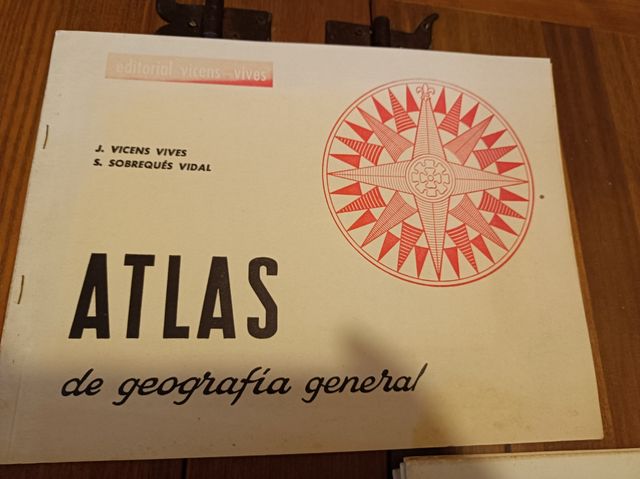 editorial vicens-vives
J. VICENS VIVES
S. SOBREQUÉS VIDAL
ATLAS
de geografía general